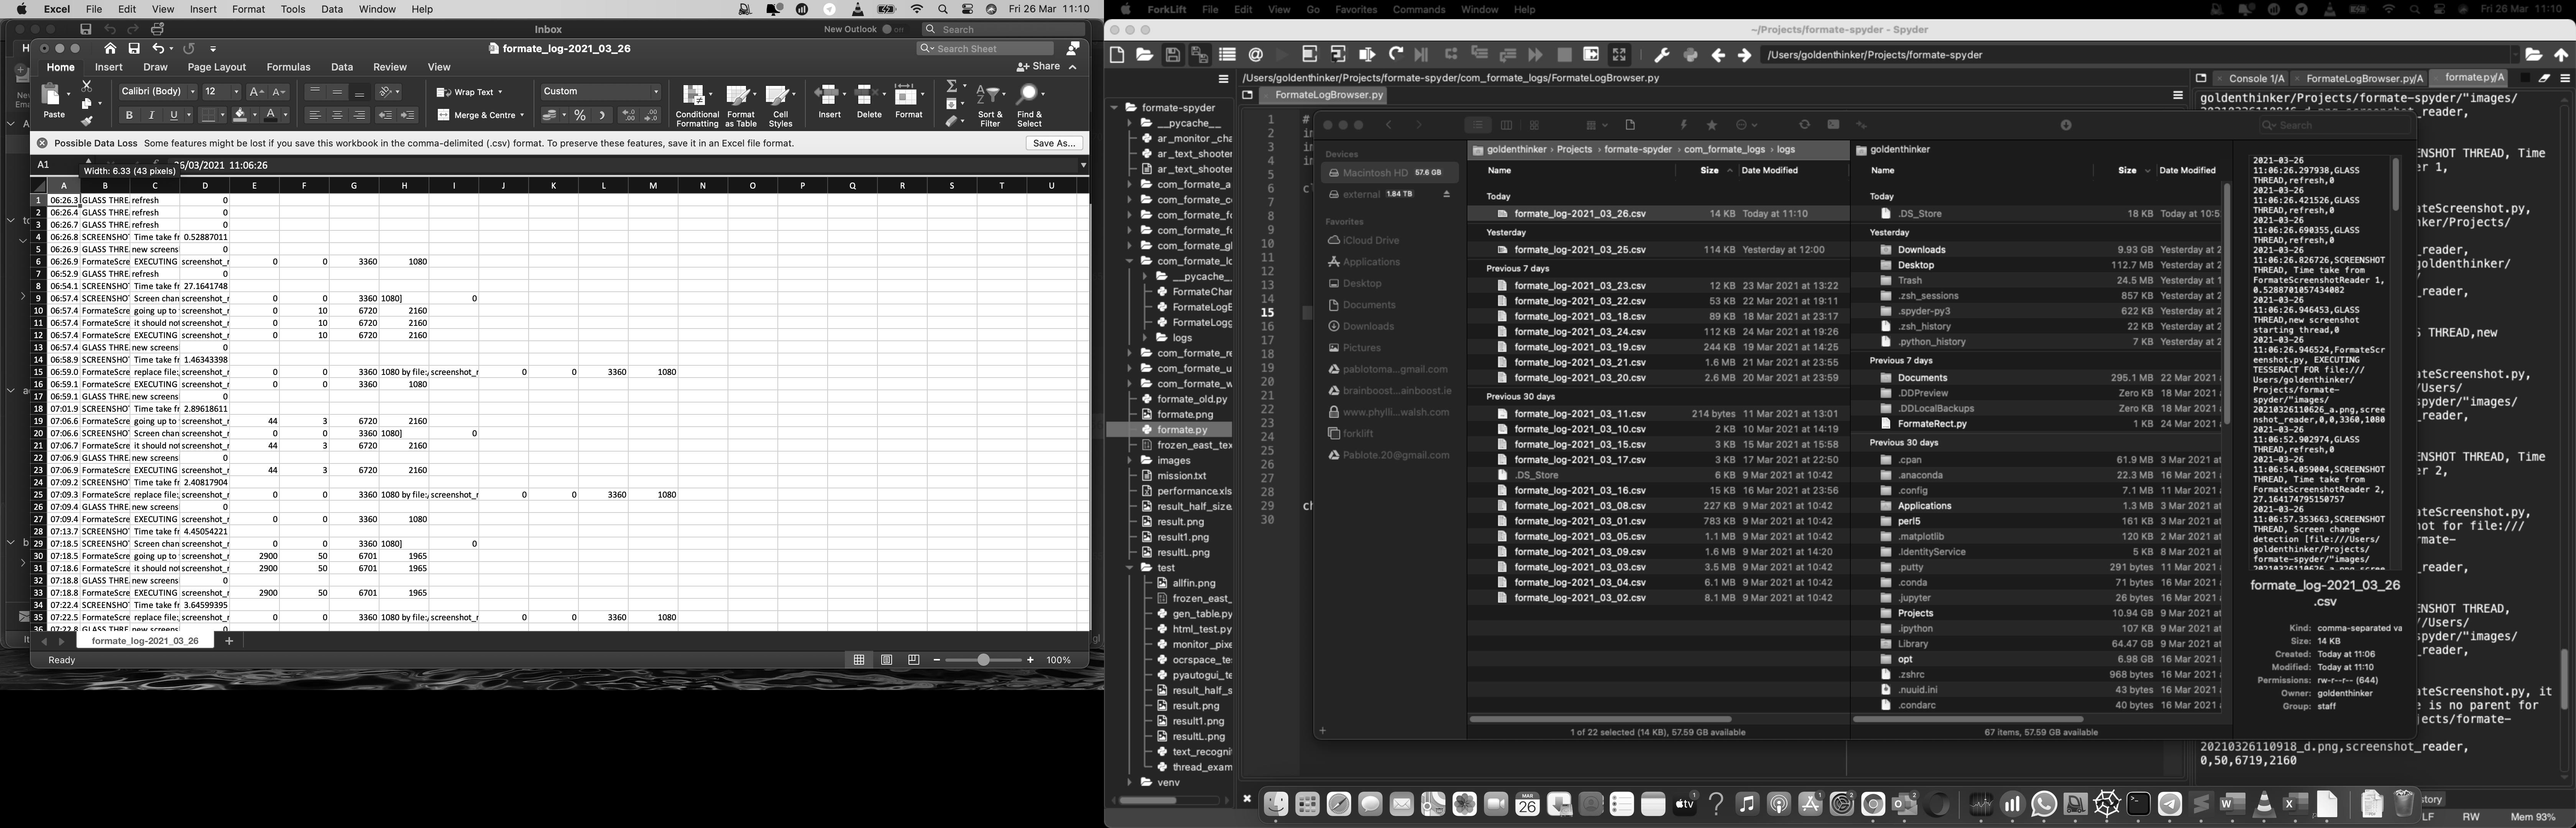 Excel File Edit View Insert Format Tools Data Window Help Fri 26 Mar 11:10
Inbox New Outlook Search
formate_log-2021_03_26 Search Sheet
Home Insert Draw Page Layout Formulas Data Review View Share
Calibri (Body) 12 A A Wrap Text Custom
Paste B I U Merge & Centre % Conditional Formatting Format as Table Cell Styles Insert Delete Format Sort & Filter Find & Select
Possible Data Loss Some features might be lost if you save this workbook in the comma-delimited (.csv) format. To preserve these features, save it in an Excel file format. Save As...
A1 /03/2021 11:06:26
Width: 6.33 (43 pixels)
A B C D E F G H I J K L M N O P Q R S T U
1 06:26.3 GLASS THRE refresh 0
2 06:26.4 GLASS THRE refresh 0
3 06:26.7 GLASS THRE refresh 0
4 06:26.8 SCREENSHO Time take fr 0.52887011
5 06:26.9 GLASS THRE new screens 0
6 06:26.9 FormateScre EXECUTING screenshot_r 0 0 3360 1080
7 06:52.9 GLASS THRE refresh 0
8 06:54.1 SCREENSHO Time take fr 27.1641748
9 06:57.4 SCREENSHO Screen chan screenshot_r 0 0 3360 1080] 0
10 06:57.4 FormateScre going up to screenshot_r 0 10 6720 2160
11 06:57.4 FormateScre it should not screenshot_r 0 10 6720 2160
12 06:57.4 FormateScre EXECUTING screenshot_r 0 10 6720 2160
13 06:57.4 GLASS THRE new screens 0
14 06:58.9 SCREENSHO Time take fr 1.46343398
15 06:59.0 FormateScre replace file: screenshot_r 0 0 3360 1080 by file:/ screenshot_r 0 0 3360 1080
16 06:59.1 FormateScre EXECUTING screenshot_r 0 0 3360 1080
17 06:59.1 GLASS THRE new screens 0
18 07:01.9 SCREENSHO Time take fr 2.89618611
19 07:06.6 FormateScre going up to screenshot_r 44 3 6720 2160
20 07:06.6 SCREENSHO Screen chan screenshot_r 0 0 3360 1080] 0
21 07:06.7 FormateScre it should not screenshot_r 44 3 6720 2160
22 07:06.9 GLASS THRE new screens 0
23 07:06.9 FormateScre EXECUTING screenshot_r 44 3 6720 2160
24 07:09.2 SCREENSHO Time take fr 2.40817904
25 07:09.3 FormateScre replace file: screenshot_r 0 0 3360 1080 by file:/ screenshot_r 0 0 3360 1080
26 07:09.4 GLASS THRE new screens 0
27 07:09.4 FormateScre EXECUTING screenshot_r 0 0 3360 1080
28 07:13.7 SCREENSHO Time take fr 4.45054221
29 07:18.5 SCREENSHO Screen chan screenshot_r 0 0 3360 1080] 0
30 07:18.5 FormateScre going up to screenshot_r 2900 50 6701 1965
31 07:18.6 FormateScre it should not screenshot_r 2900 50 6701 1965
32 07:18.8 GLASS THRE new screens 0
33 07:18.8 FormateScre EXECUTING screenshot_r 2900 50 6701 1965
34 07:22.4 SCREENSHO Time take fr 3.64599395
35 07:22.5 FormateScre replace file: screenshot_r 0 0 3360 1080 by file:/ screenshot_r 0 0 3360 1080
formate_log-2021_03_26
Ready 100%
ForkLift File Edit View Go Favorites Commands Window Help Fri 26 Mar 11:10
~/Projects/formate-spyder - Spyder
/Users/goldenthinker/Projects/formate-spyder
/Users/goldenthinker/Projects/formate-spyder/com_formate_logs/FormateLogBrowser.py
FormateLogBrowser.py
Console 1/A FormateLogBrowser.py/A formate.py/A
formate-spyder
__pycache__
ar_monitor_cha
ar_text_shooter
ar_text_shooter
com_formate_a
com_formate_c
com_formate_fo
com_formate_fo
com_formate_gl
com_formate_lo
__pycache__
FormateChar
FormateLogB
FormateLogg
logs
com_formate_re
com_formate_u
com_formate_w
formate_old.py
formate.png
formate.py
frozen_east_tex
images
mission.txt
performance.xls
result_half_size
result.png
result1.png
resultL.png
test
allfin.png
frozen_east_
gen_table.py
html_test.py
monitor_pixe
ocrspace_te
pyautogui_te
result_half_s
result.png
result1.png
resultL.png
text_recognit
thread_exam
venv
Search
Devices
Macintosh HD 57.6 GB
external 1.84 TB
Favorites
iCloud Drive
Applications
Desktop
Documents
Downloads
Pictures
pablotoma...gmail.com
brainboost...ainboost.ie
www.phylli...walsh.com
forklift
Pablote.20@gmail.com
goldenthinker › Projects › formate-spyder › com_formate_logs › logs
Name Size Date Modified
Today
formate_log-2021_03_26.csv 14 KB Today at 11:10
Yesterday
formate_log-2021_03_25.csv 114 KB Yesterday at 12:00
Previous 7 days
formate_log-2021_03_23.csv 12 KB 23 Mar 2021 at 13:22
formate_log-2021_03_22.csv 53 KB 22 Mar 2021 at 19:11
formate_log-2021_03_18.csv 89 KB 18 Mar 2021 at 23:17
formate_log-2021_03_24.csv 112 KB 24 Mar 2021 at 19:26
formate_log-2021_03_19.csv 244 KB 19 Mar 2021 at 14:25
formate_log-2021_03_21.csv 1.6 MB 21 Mar 2021 at 23:55
formate_log-2021_03_20.csv 2.6 MB 20 Mar 2021 at 23:59
Previous 30 days
formate_log-2021_03_11.csv 214 bytes 11 Mar 2021 at 13:01
formate_log-2021_03_10.csv 2 KB 10 Mar 2021 at 14:19
formate_log-2021_03_15.csv 3 KB 15 Mar 2021 at 15:58
formate_log-2021_03_17.csv 3 KB 17 Mar 2021 at 22:50
.DS_Store 6 KB 9 Mar 2021 at 10:42
formate_log-2021_03_16.csv 15 KB 16 Mar 2021 at 23:56
formate_log-2021_03_08.csv 227 KB 9 Mar 2021 at 10:42
formate_log-2021_03_01.csv 783 KB 9 Mar 2021 at 10:42
formate_log-2021_03_05.csv 1.1 MB 9 Mar 2021 at 10:42
formate_log-2021_03_09.csv 1.6 MB 9 Mar 2021 at 14:20
formate_log-2021_03_03.csv 3.5 MB 9 Mar 2021 at 10:42
formate_log-2021_03_04.csv 6.1 MB 9 Mar 2021 at 10:42
formate_log-2021_03_02.csv 8.1 MB 9 Mar 2021 at 10:42
1 of 22 selected (14 KB), 57.59 GB available
goldenthinker
Name Size Date Modified
Today
.DS_Store 18 KB Today at 10:5
Yesterday
Downloads 9.93 GB Yesterday at 2
Desktop 112.7 MB Yesterday at 2
Trash 24.5 MB Yesterday at 1
.zsh_sessions 857 KB Yesterday at 2
.spyder-py3 622 KB Yesterday at 2
.zsh_history 22 KB Yesterday at 2
.python_history 7 KB Yesterday at 2
Previous 7 days
Documents 295.1 MB 22 Mar 2021
.DDPreview Zero KB 18 Mar 2021
.DDLocalBackups Zero KB 18 Mar 2021
FormateRect.py 1 KB 24 Mar 2021
Previous 30 days
.cpan 61.9 MB 3 Mar 2021
.anaconda 22.3 MB 16 Mar 2021
.config 7.1 MB 11 Mar 2021
Applications 1.3 MB 3 Mar 2021
perl5 161 KB 3 Mar 2021
.matplotlib 120 KB 2 Mar 2021
.IdentityService 5 KB 8 Mar 2021
.putty 291 bytes 11 Mar 2021
.conda 71 bytes 16 Mar 2021
.jupyter 26 bytes 16 Mar 2021
Projects 10.94 GB 9 Mar 2021
.ipython 107 KB 9 Mar 2021
Library 64.47 GB 9 Mar 2021
opt 6.98 GB 16 Mar 2021
.zshrc 968 bytes 16 Mar 2021
.nuuid.ini 43 bytes 16 Mar 2021
.condarc 40 bytes 16 Mar 2021
67 items, 57.59 GB available
2021-03-26
11:06:26.297938,GLASS
THREAD,refresh,0
2021-03-26
11:06:26.421526,GLASS
THREAD,refresh,0
2021-03-26
11:06:26.690355,GLASS
THREAD,refresh,0
2021-03-26
11:06:26.826726,SCREENSHOT
THREAD, Time take from
FormateScreenshotReader 1,
0.5288701057434082
2021-03-26
11:06:26.946453,GLASS
THREAD,new screenshot
starting thread,0
2021-03-26
11:06:26.946524,FormateScr
eenshot.py, EXECUTING
TESSERACT FOR file:///
Users/goldenthinker/
Projects/formate-
spyder/"images/
20210326110626_a.png,scree
nshot_reader,0,0,3360,1080
2021-03-26
11:06:52.902974,GLASS
THREAD,refresh,0
2021-03-26
11:06:54.059004,SCREENSHOT
THREAD, Time take from
FormateScreenshotReader 2,
27.164174795150757
2021-03-26
11:06:57.353663,SCREENSHOT
THREAD, Screen change
detection [file:///Users/
goldenthinker/Projects/
formate-spyder/"images/
formate_log-2021_03_26
.csv
Kind: comma-separated va
Size: 14 KB
Created: Today at 11:06
Modified: Today at 11:10
Permissions: rw-r--r-- (644)
Owner: goldenthinker
Group: staff
goldenthinker/Projects/formate-spyder/"images/
20210326110918_d.png,screenshot_reader,
0,50,6719,2160
LF RW Mem 93%